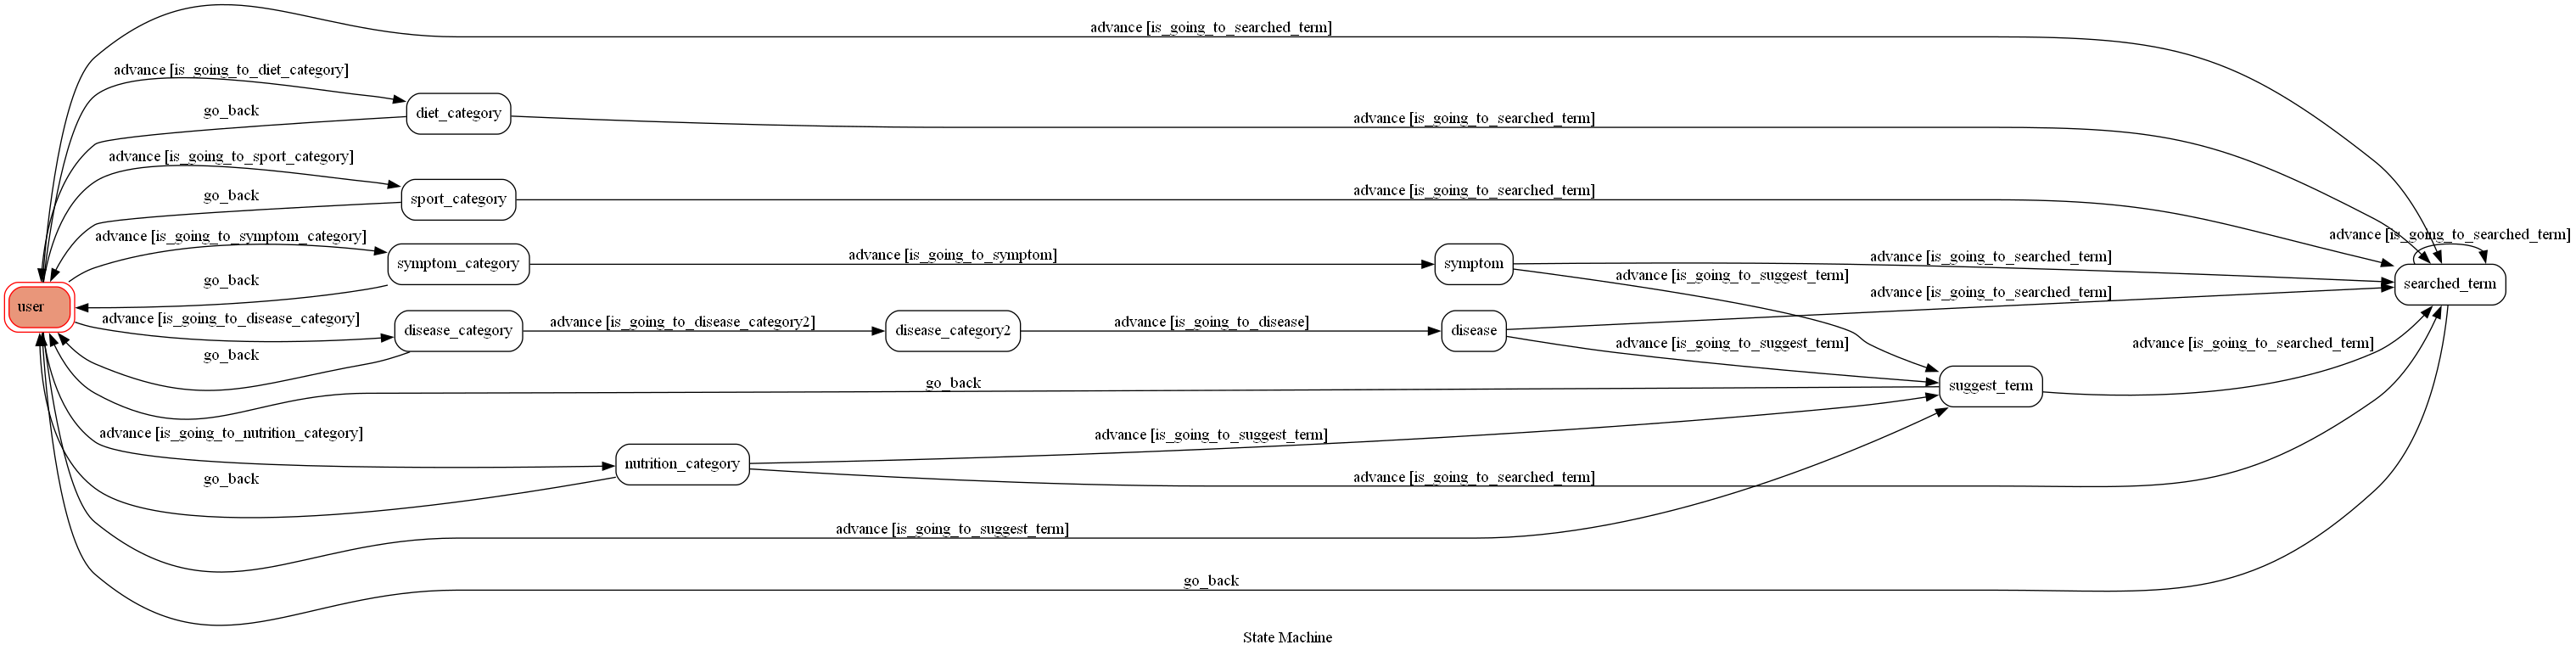 advance [is_going_to_searched_term]
advance [is_going_to_diet_category]
go_back
diet_category
advance [is_going_to_searched_term]
advance [is_going_to_sport_category]
go_back
sport_category
advance [is_going_to_searched_term]
advance [is_going_to_symptom_category]
symptom_category
advance [is_going_to_symptom]
symptom
advance [is_going_to_searched_term]
advance [is_going_to_searched_term]
go_back
advance [is_going_to_suggest_term]
searched_term
user
advance [is_going_to_searched_term]
advance [is_going_to_disease_category]
disease_category
advance [is_going_to_disease_category2]
disease_category2
advance [is_going_to_disease]
disease
go_back
advance [is_going_to_suggest_term]
advance [is_going_to_searched_term]
go_back
suggest_term
advance [is_going_to_nutrition_category]
advance [is_going_to_suggest_term]
nutrition_category
go_back
advance [is_going_to_searched_term]
advance [is_going_to_suggest_term]
go_back
State Machine